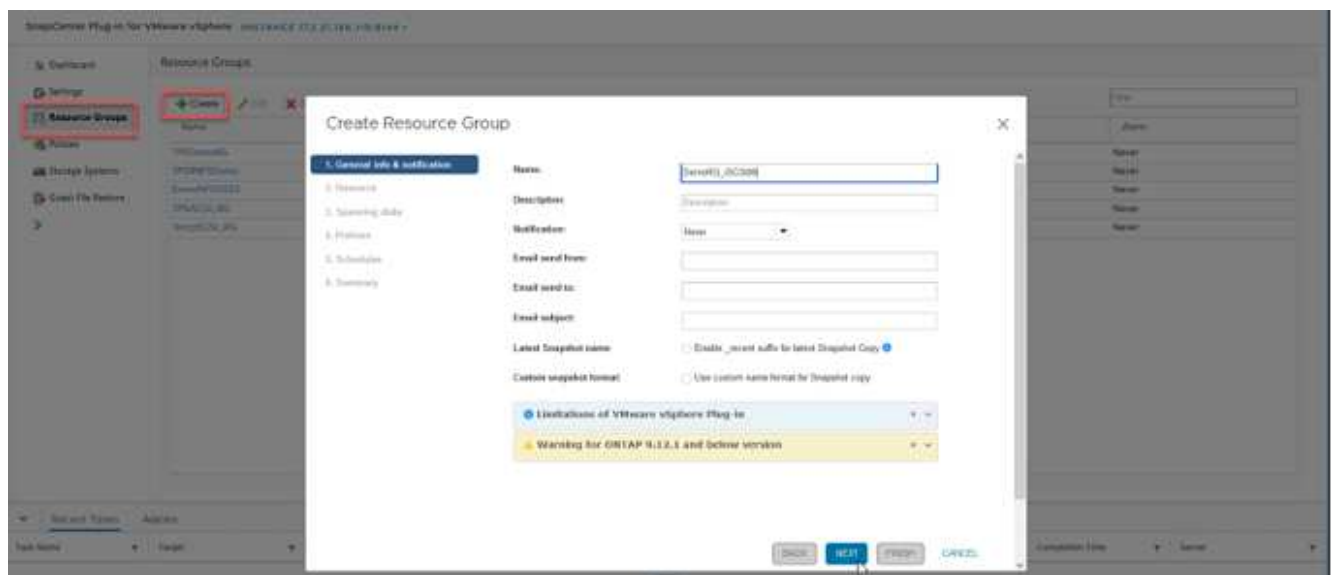 SnapCenter Plug-in for VMware vSphere
Dashboard
Settings
Resource Groups
Policies
Storage Systems
Guest File Restore
Resource Groups
Create
Name
Never
Never
Never
Never
Never
Create Resource Group
1. General info & notification
2. Resource
3. Spanning disks
4. Policies
5. Schedules
6. Summary
Name:
Description:
Description
Notification:
Never
Email send from:
Email send to:
Email subject:
Latest Snapshot name
Enable _recent suffix for latest Snapshot Copy
Custom snapshot format:
Use custom name format for Snapshot copy
Limitations of VMware vSphere Plug-in
Warning for ONTAP 9.12.1 and below version
BACK
NEXT
FINISH
CANCEL
Recent Tasks
Alarms
Task Name
Target
Completion Time
Server